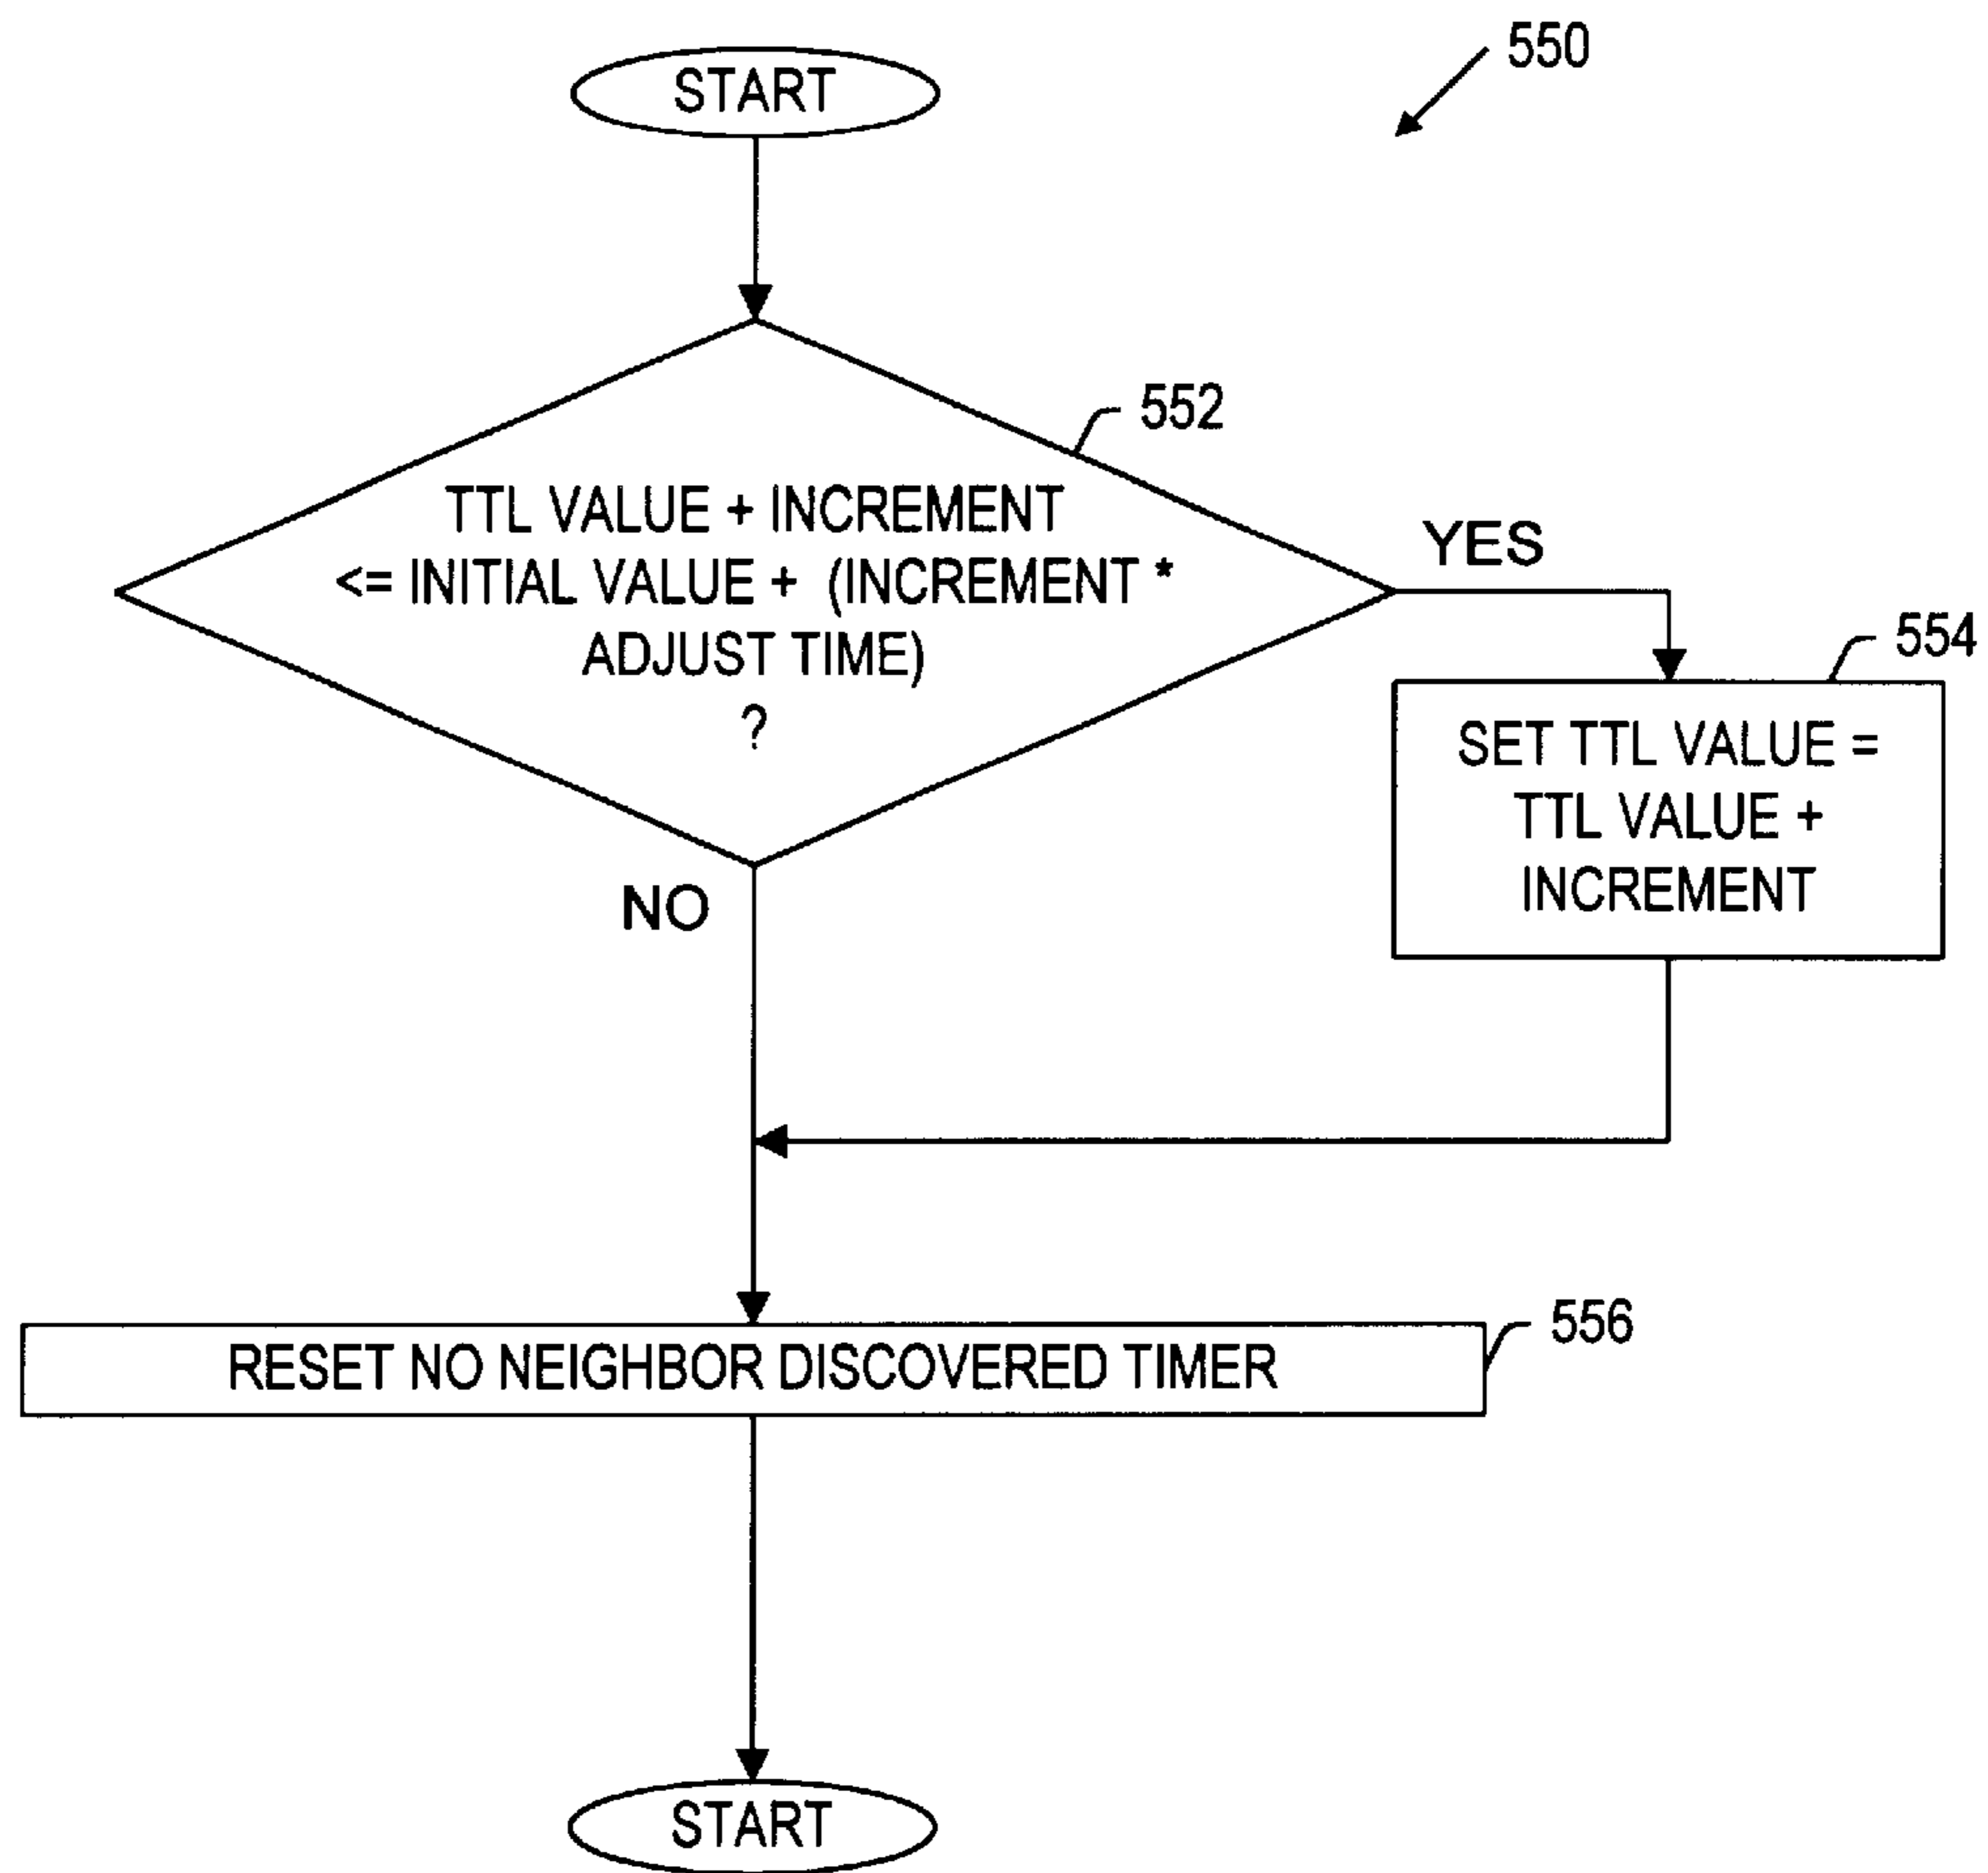 START
550
552
TTL VALUE + INCREMENT
<= INITIAL VALUE + (INCREMENT *
ADJUST TIME)
?
YES
554
SET TTL VALUE =
TTL VALUE +
INCREMENT
NO
556
RESET NO NEIGHBOR DISCOVERED TIMER
START